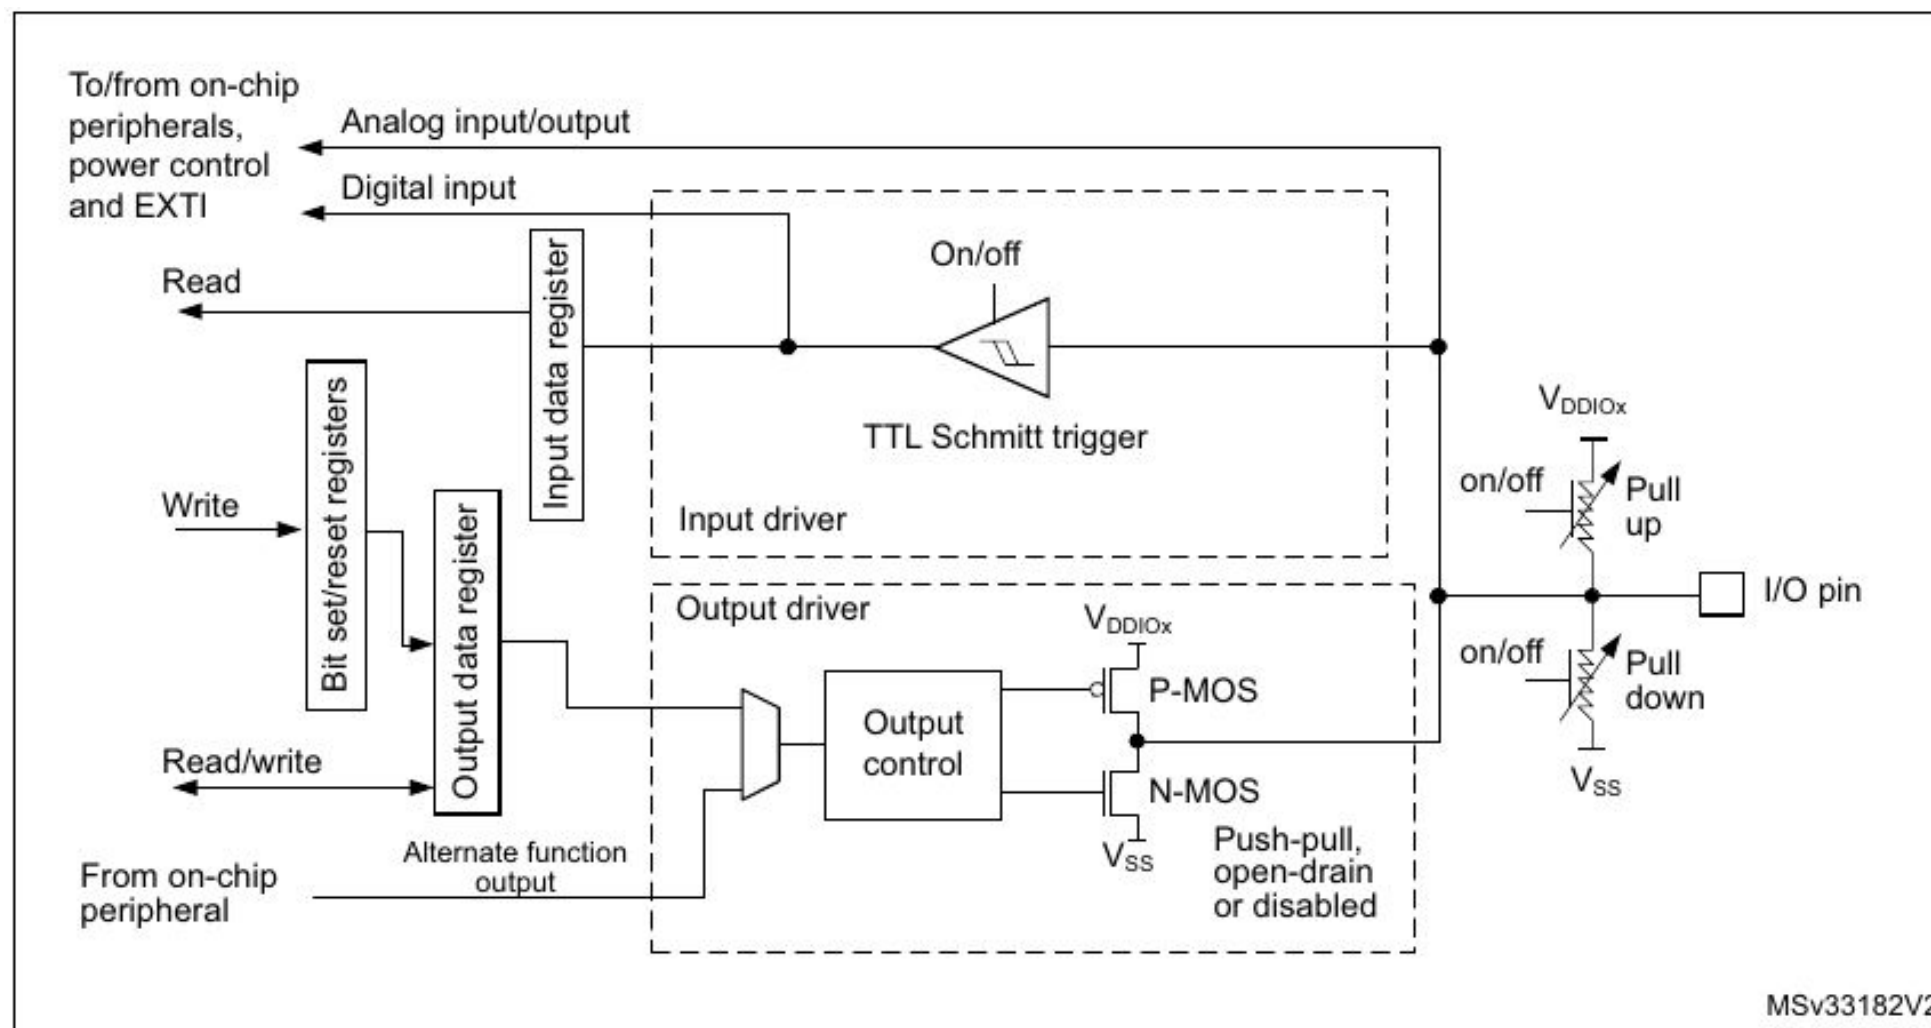 To/from on-chip
peripherals,
power control
and EXTI
Analog input/output
Digital input
Read
Input data register
On/off
TTL Schmitt trigger
Input driver
Write
Bit set/reset registers
Output data register
Read/write
From on-chip
peripheral
Alternate function
output
Output driver
Output
control
VDDIOx
P-MOS
N-MOS
VSS
Push-pull,
open-drain
or disabled
VDDIOx
on/off
Pull
up
I/O pin
on/off
Pull
down
VSS
MSv33182V2